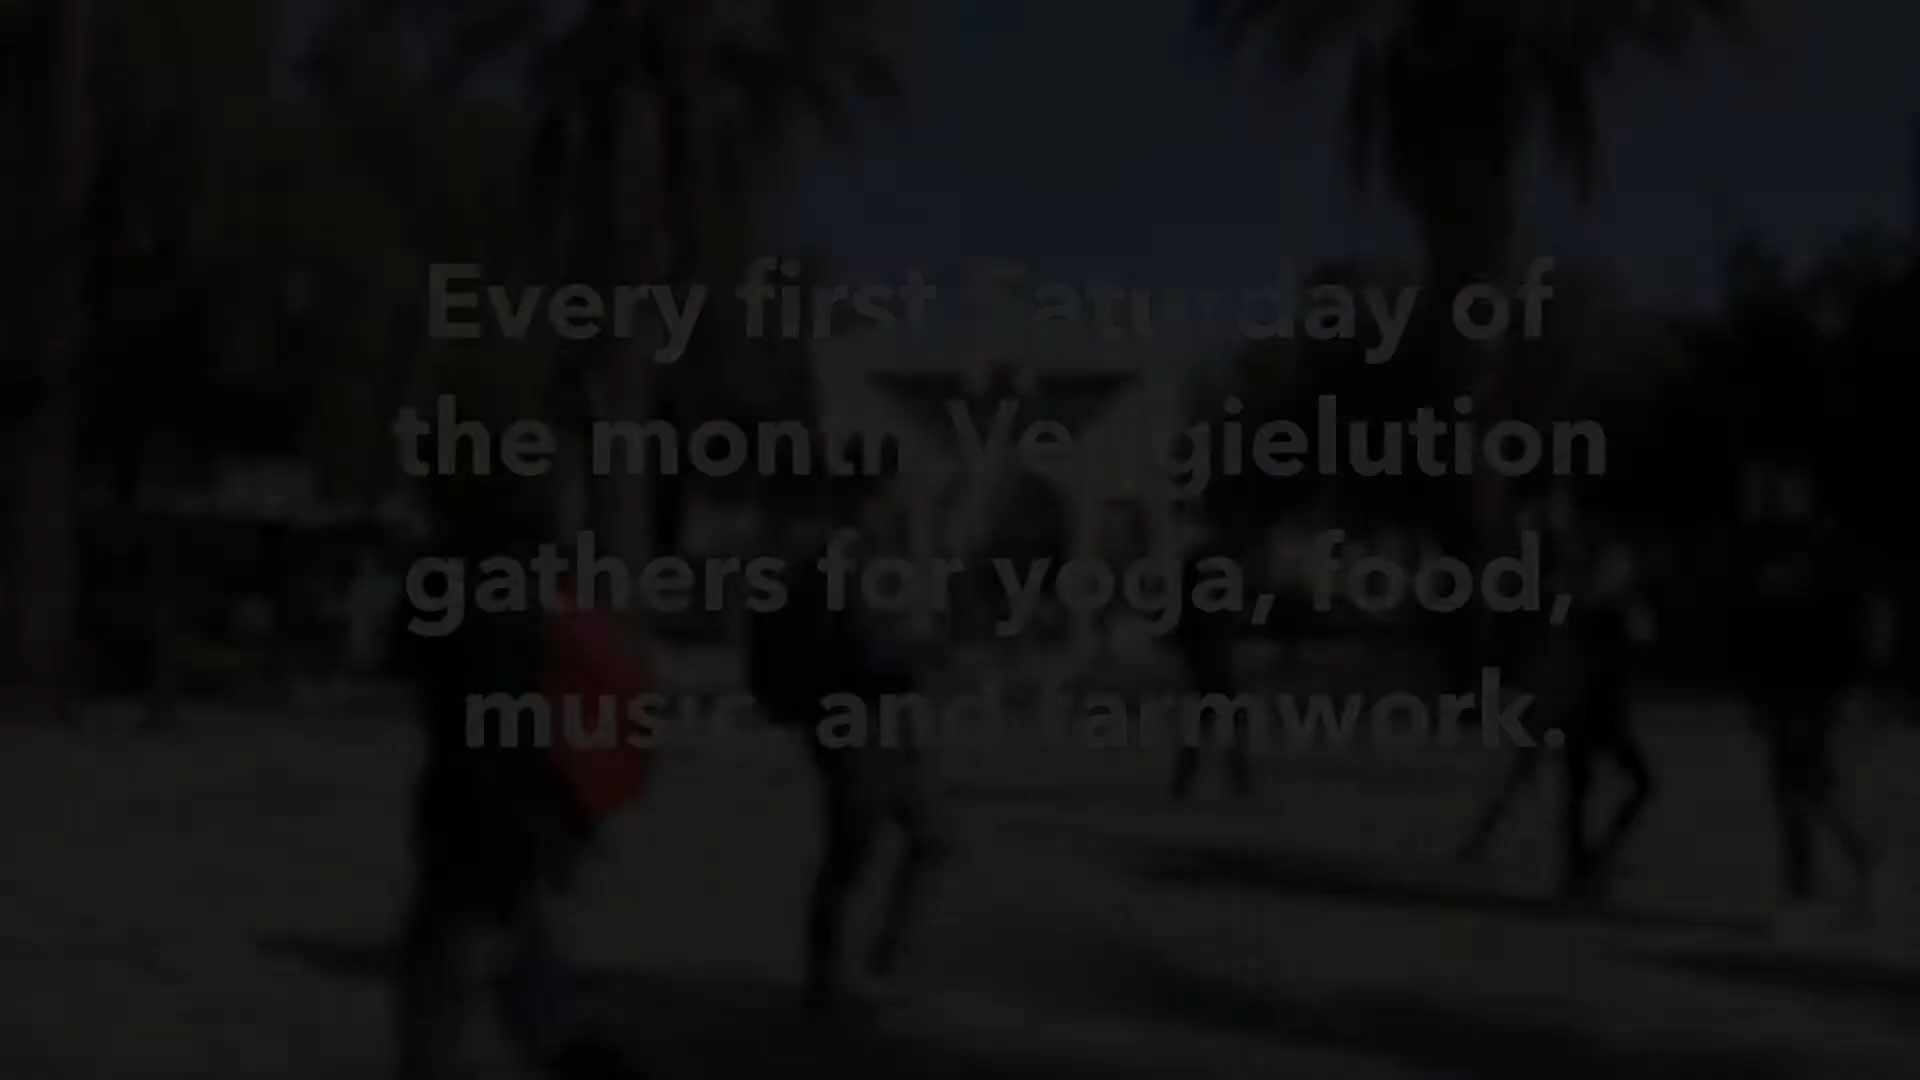 Every first Saturday of
the month Veggielution
gathers for yoga, food,
music, and farmwork.